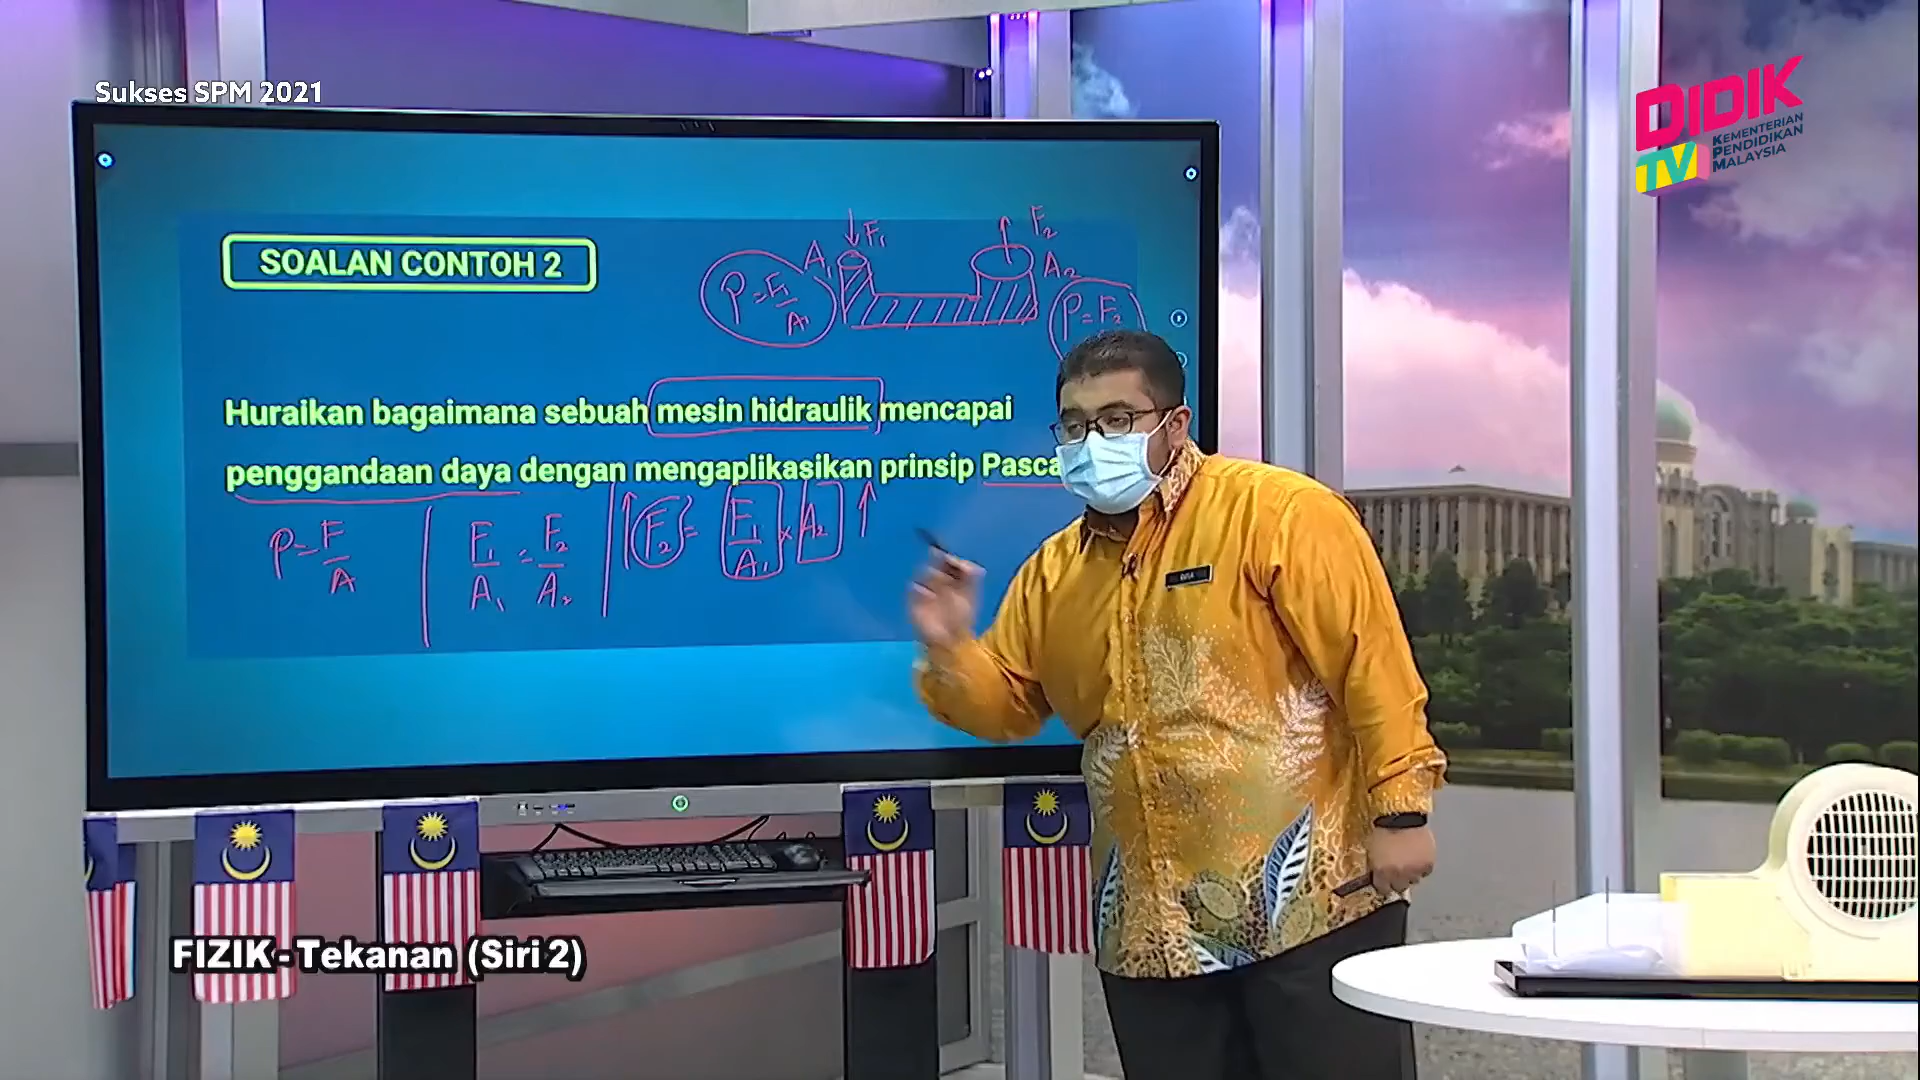 Sukses SPM 2021
DIDIK
TV
KEMENTERIAN
PENDIDIKAN
MALAYSIA
SOALAN CONTOH 2
A₁
F₁
F₂
A₂
P = F₁/A₁
P = F₂
Huraikan bagaimana sebuah mesin hidraulik mencapai
penggandaan daya dengan mengaplikasikan prinsip Pasca
P = F/A
F₁/A₁ = F₂/A₂
F₂ = F₁/A₁ × A₂
FIZIK - Tekanan (Siri 2)